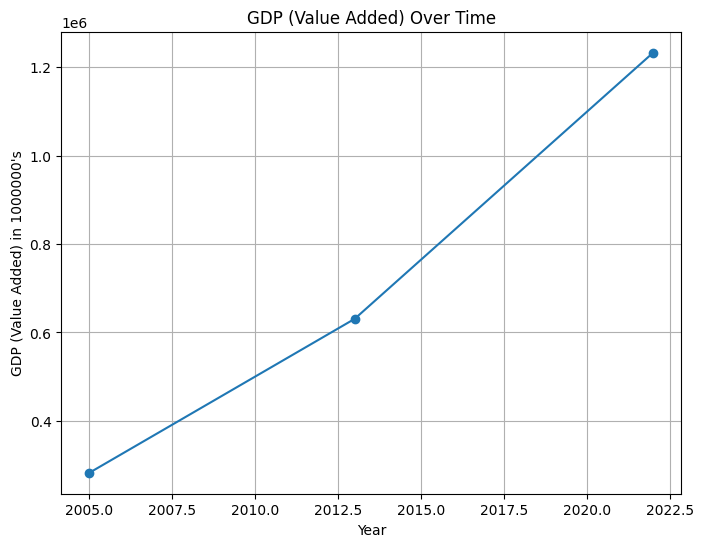 GDP (Value Added) Over Time
1e6
1.2
1.0
0.8
0.6
0.4
GDP (Value Added) in 1000000's
2005.0 2007.5 2010.0 2012.5 2015.0 2017.5 2020.0 2022.5
Year